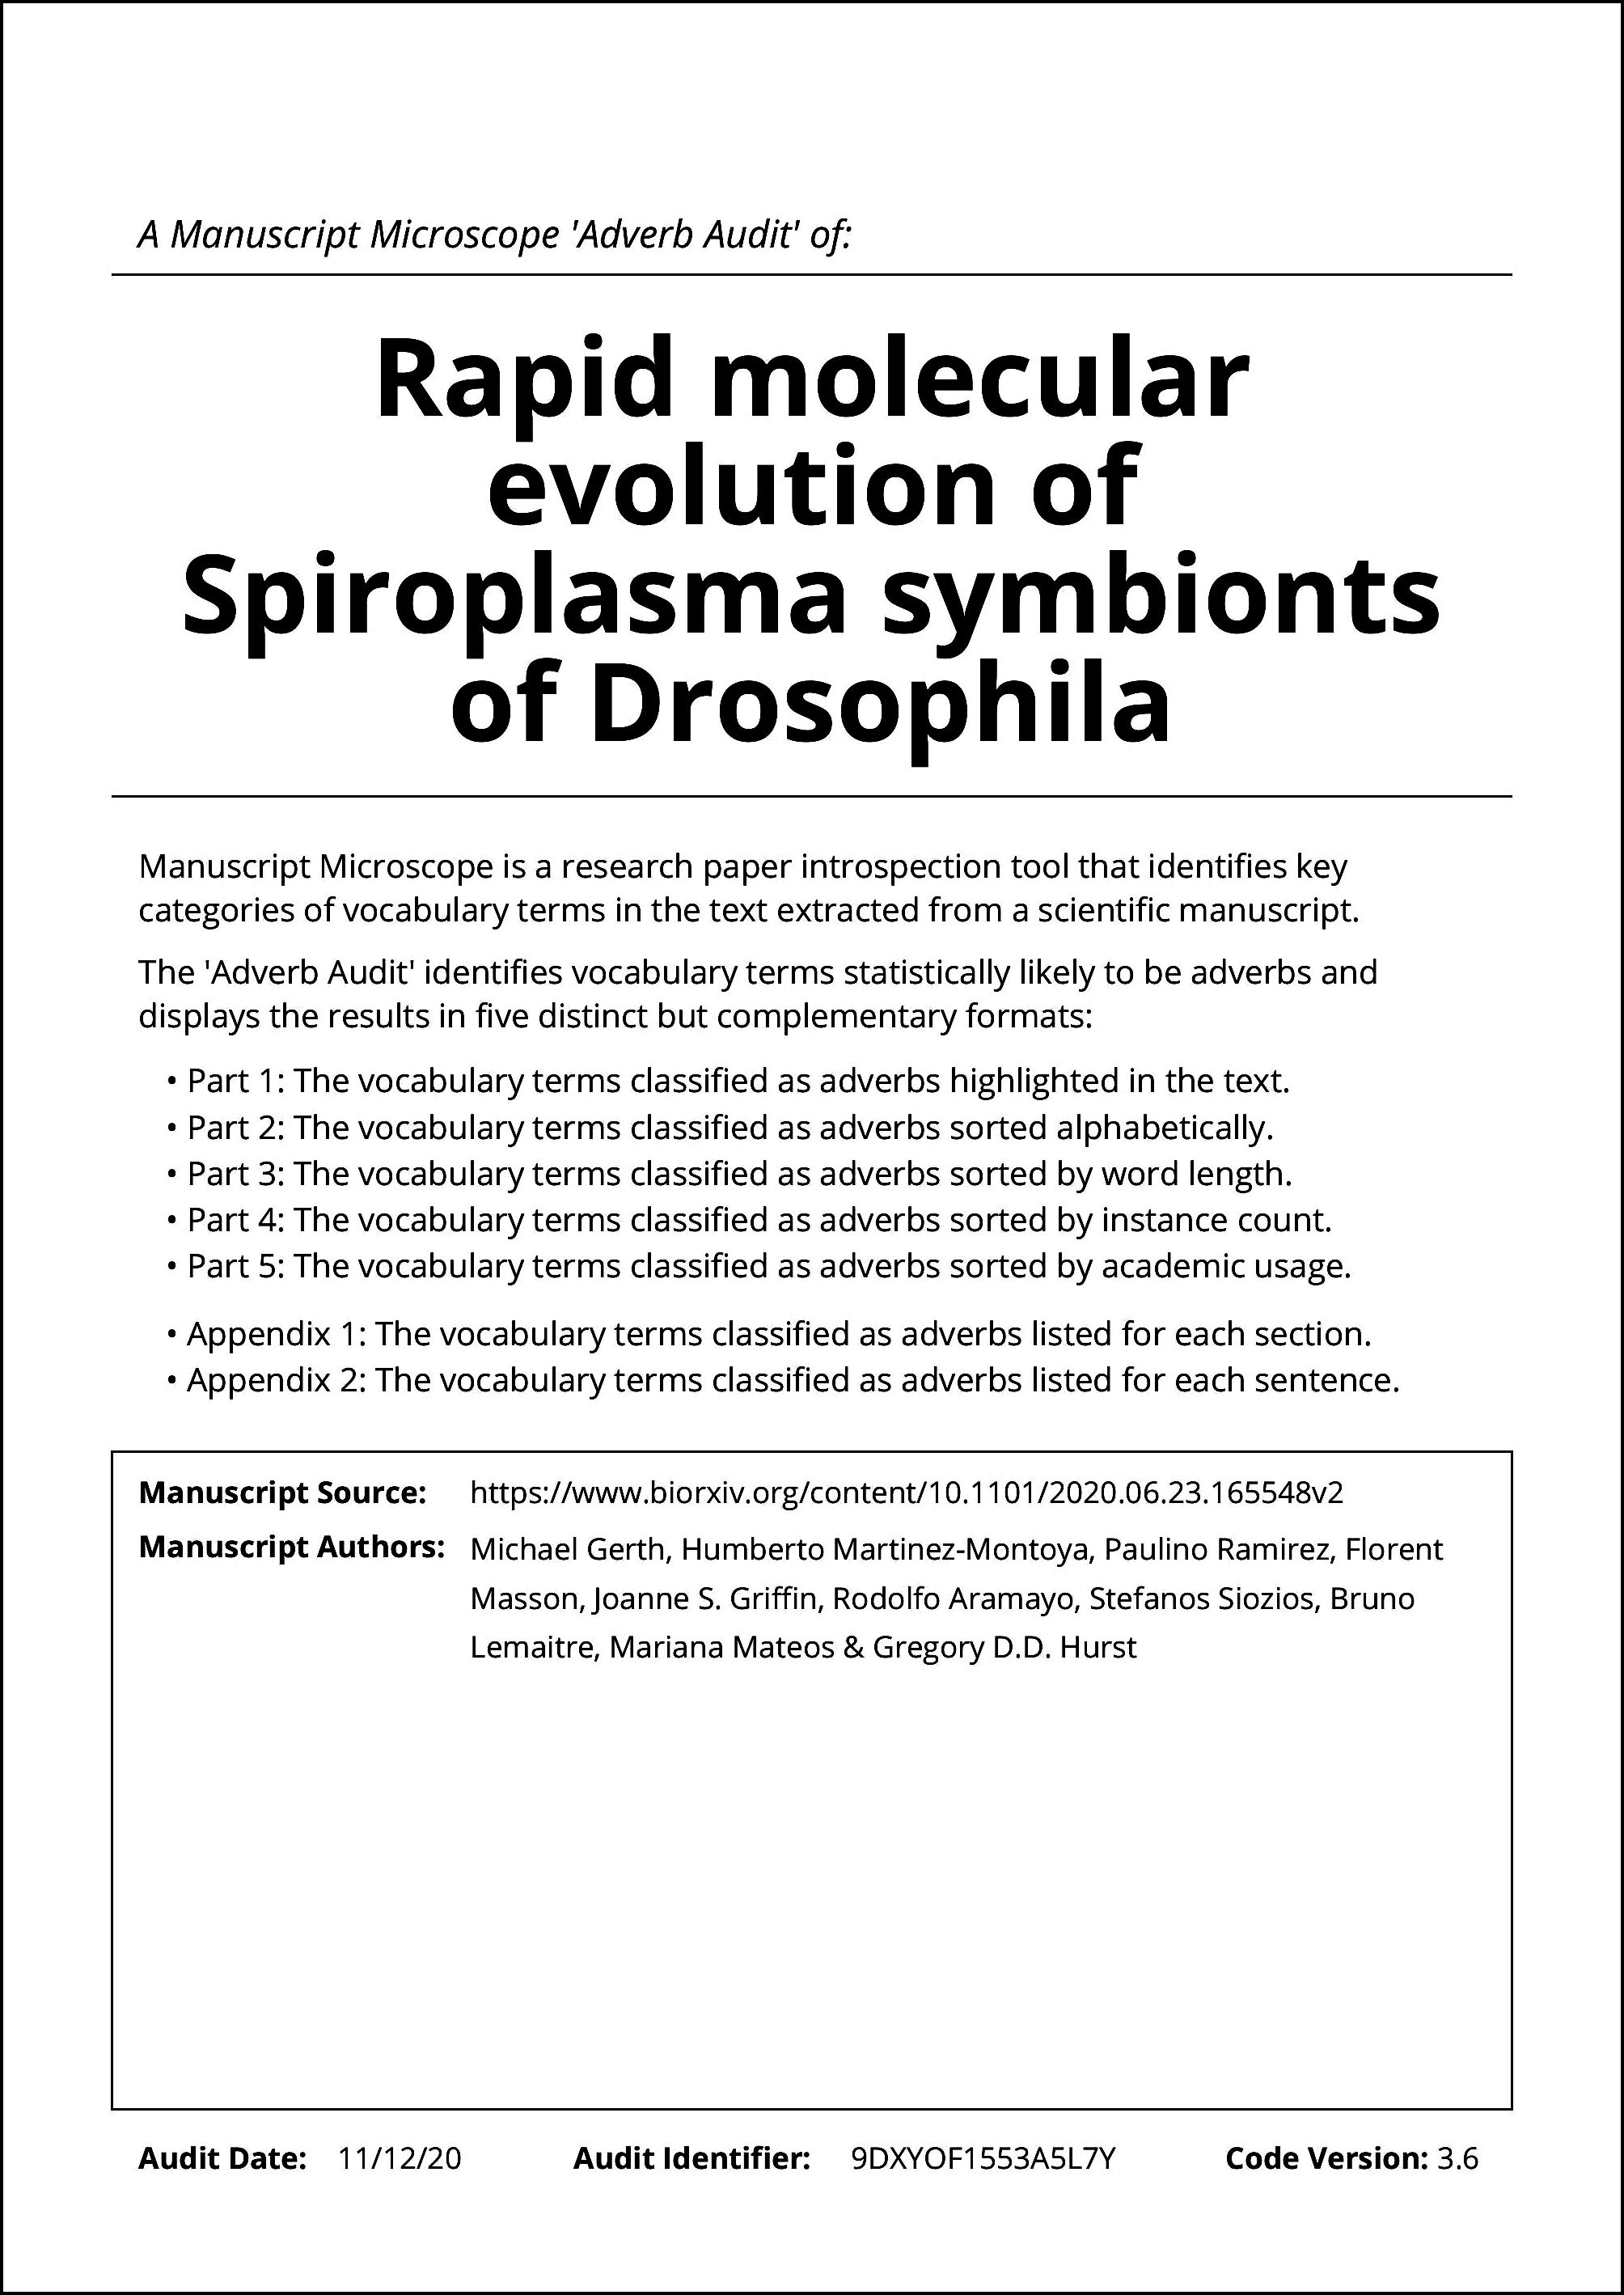 A Manuscript Microscope 'Adverb Audit' of:
Rapid molecular
evolution of
Spiroplasma symbionts
of Drosophila
Manuscript Microscope is a research paper introspection tool that identifies key
categories of vocabulary terms in the text extracted from a scientific manuscript.
The 'Adverb Audit' identifies vocabulary terms statistically likely to be adverbs and
displays the results in five distinct but complementary formats:
• Part 1: The vocabulary terms classified as adverbs highlighted in the text.
• Part 2: The vocabulary terms classified as adverbs sorted alphabetically.
• Part 3: The vocabulary terms classified as adverbs sorted by word length.
• Part 4: The vocabulary terms classified as adverbs sorted by instance count.
• Part 5: The vocabulary terms classified as adverbs sorted by academic usage.
• Appendix 1: The vocabulary terms classified as adverbs listed for each section.
• Appendix 2: The vocabulary terms classified as adverbs listed for each sentence.
Manuscript Source: https://www.biorxiv.org/content/10.1101/2020.06.23.165548v2
Manuscript Authors: Michael Gerth, Humberto Martinez-Montoya, Paulino Ramirez, Florent
Masson, Joanne S. Griffin, Rodolfo Aramayo, Stefanos Siozios, Bruno
Lemaitre, Mariana Mateos & Gregory D.D. Hurst
Audit Date: 11/12/20 Audit Identifier: 9DXYOF1553A5L7Y Code Version: 3.6